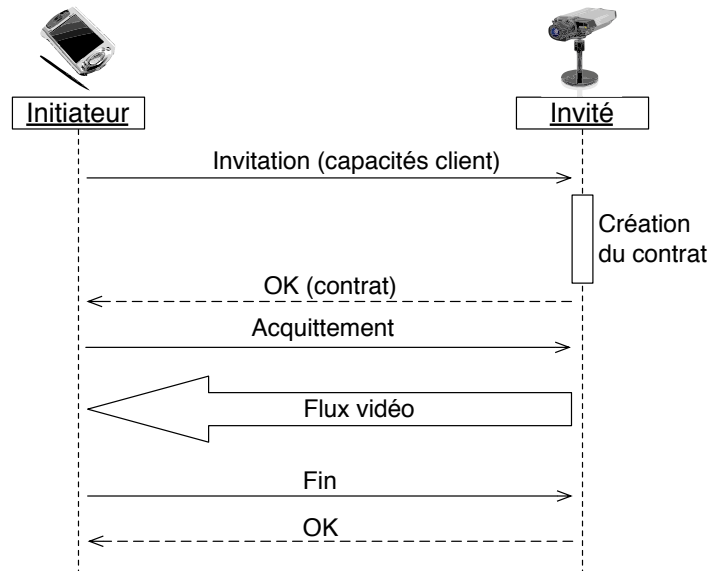 Initiateur
Invité
Invitation (capacités client)
Création
du contrat
OK (contrat)
Acquittement
Flux vidéo
Fin
OK